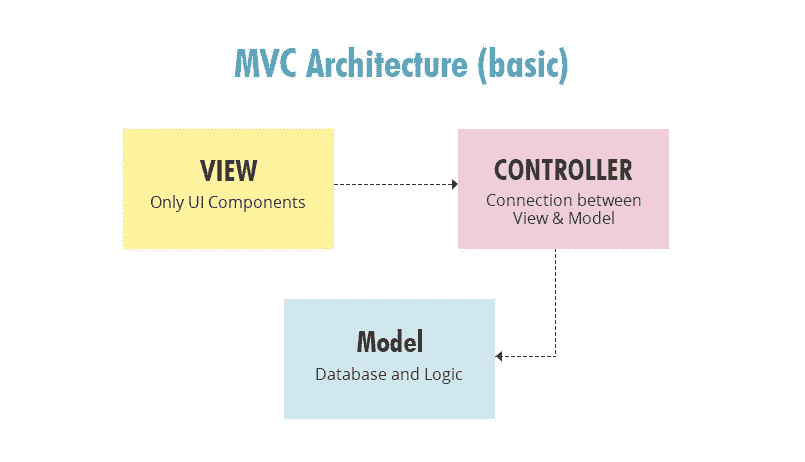 MVC Architecture (basic)
VIEW
Only UI Components
CONTROLLER
Connection between
View & Model
Model
Database and Logic